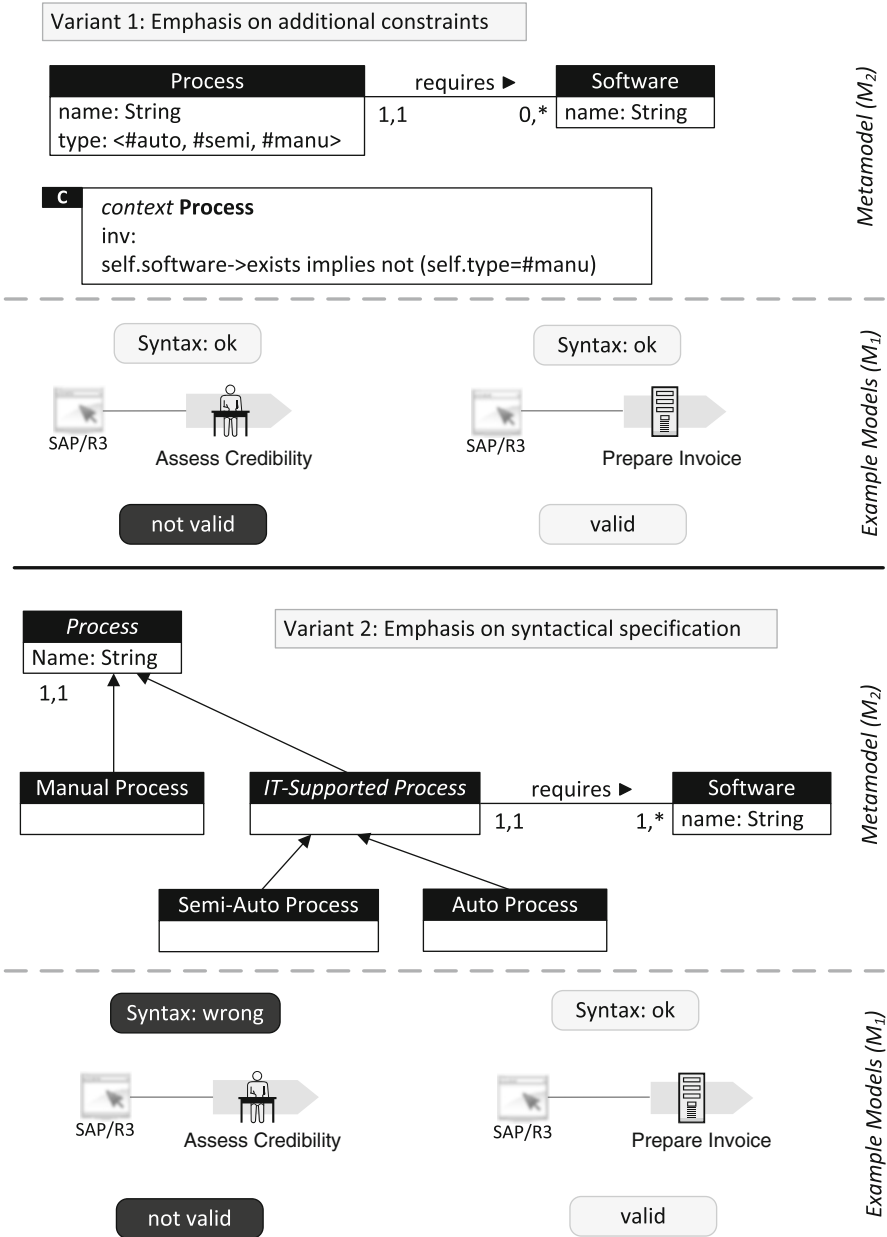 Variant 1: Emphasis on additional constraints
Process
requires ►
Software
name: String
type: <#auto, #semi, #manu>
1,1
0,*
name: String
Metamodel (M2)
C
context Process
inv:
self.software->exists implies not (self.type=#manu)
Syntax: ok
Syntax: ok
SAP/R3
Assess Credibility
SAP/R3
Prepare Invoice
not valid
valid
Example Models (M1)
Process
Name: String
1,1
Variant 2: Emphasis on syntactical specification
Manual Process
IT-Supported Process
requires ►
Software
1,1
1,*
name: String
Semi-Auto Process
Auto Process
Metamodel (M2)
Syntax: wrong
Syntax: ok
SAP/R3
Assess Credibility
SAP/R3
Prepare Invoice
not valid
valid
Example Models (M1)